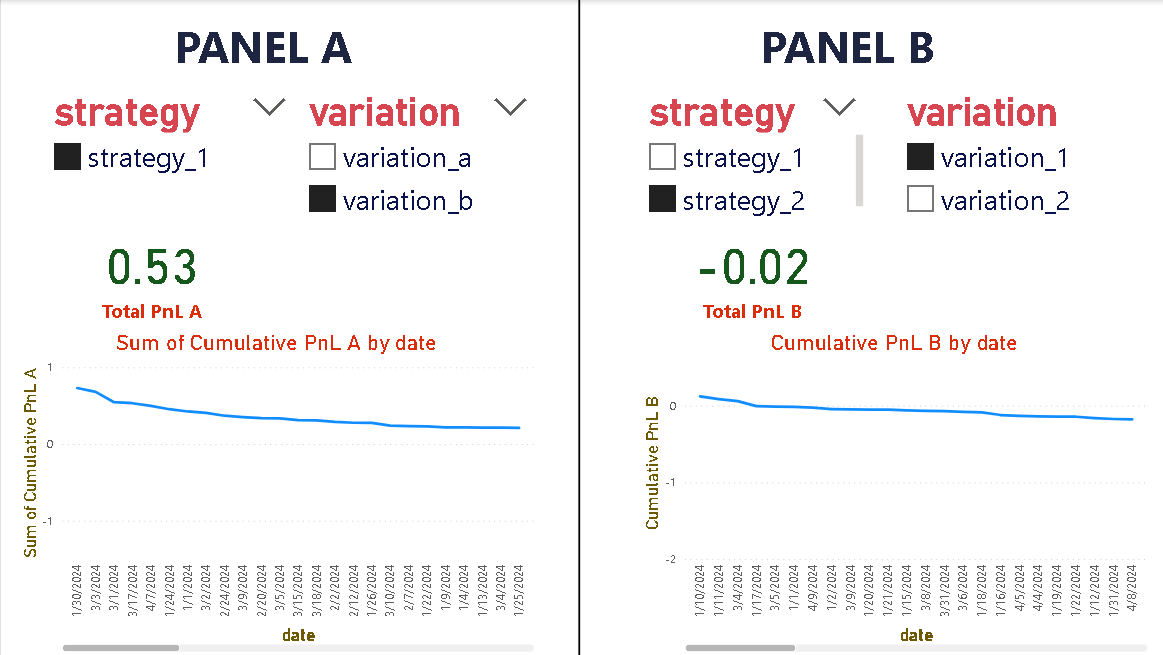 PANEL A
strategy
variation
strategy_1
variation_a
variation_b
0.53
Total PnL A
Sum of Cumulative PnL A by date
Sum of Cumulative PnL A
1
0
-1
1/30/2024
3/3/2024
3/1/2024
3/17/2024
4/7/2024
1/24/2024
1/1/2024
3/2/2024
2/24/2024
3/9/2024
2/20/2024
3/5/2024
3/15/2024
3/18/2024
2/2/2024
2/12/2024
1/26/2024
3/10/2024
2/7/2024
1/22/2024
1/9/2024
1/4/2024
1/13/2024
3/4/2024
1/25/2024
date
PANEL B
strategy
variation
strategy_1
variation_1
strategy_2
variation_2
-0.02
Total PnL B
Cumulative PnL B by date
Cumulative PnL B
0
-1
-2
1/10/2024
1/11/2024
3/4/2024
1/17/2024
3/5/2024
1/1/2024
4/9/2024
1/2/2024
3/9/2024
1/20/2024
1/21/2024
1/15/2024
3/8/2024
3/31/2024
3/6/2024
1/18/2024
1/16/2024
4/5/2024
4/4/2024
1/19/2024
1/22/2024
1/12/2024
1/31/2024
4/8/2024
date